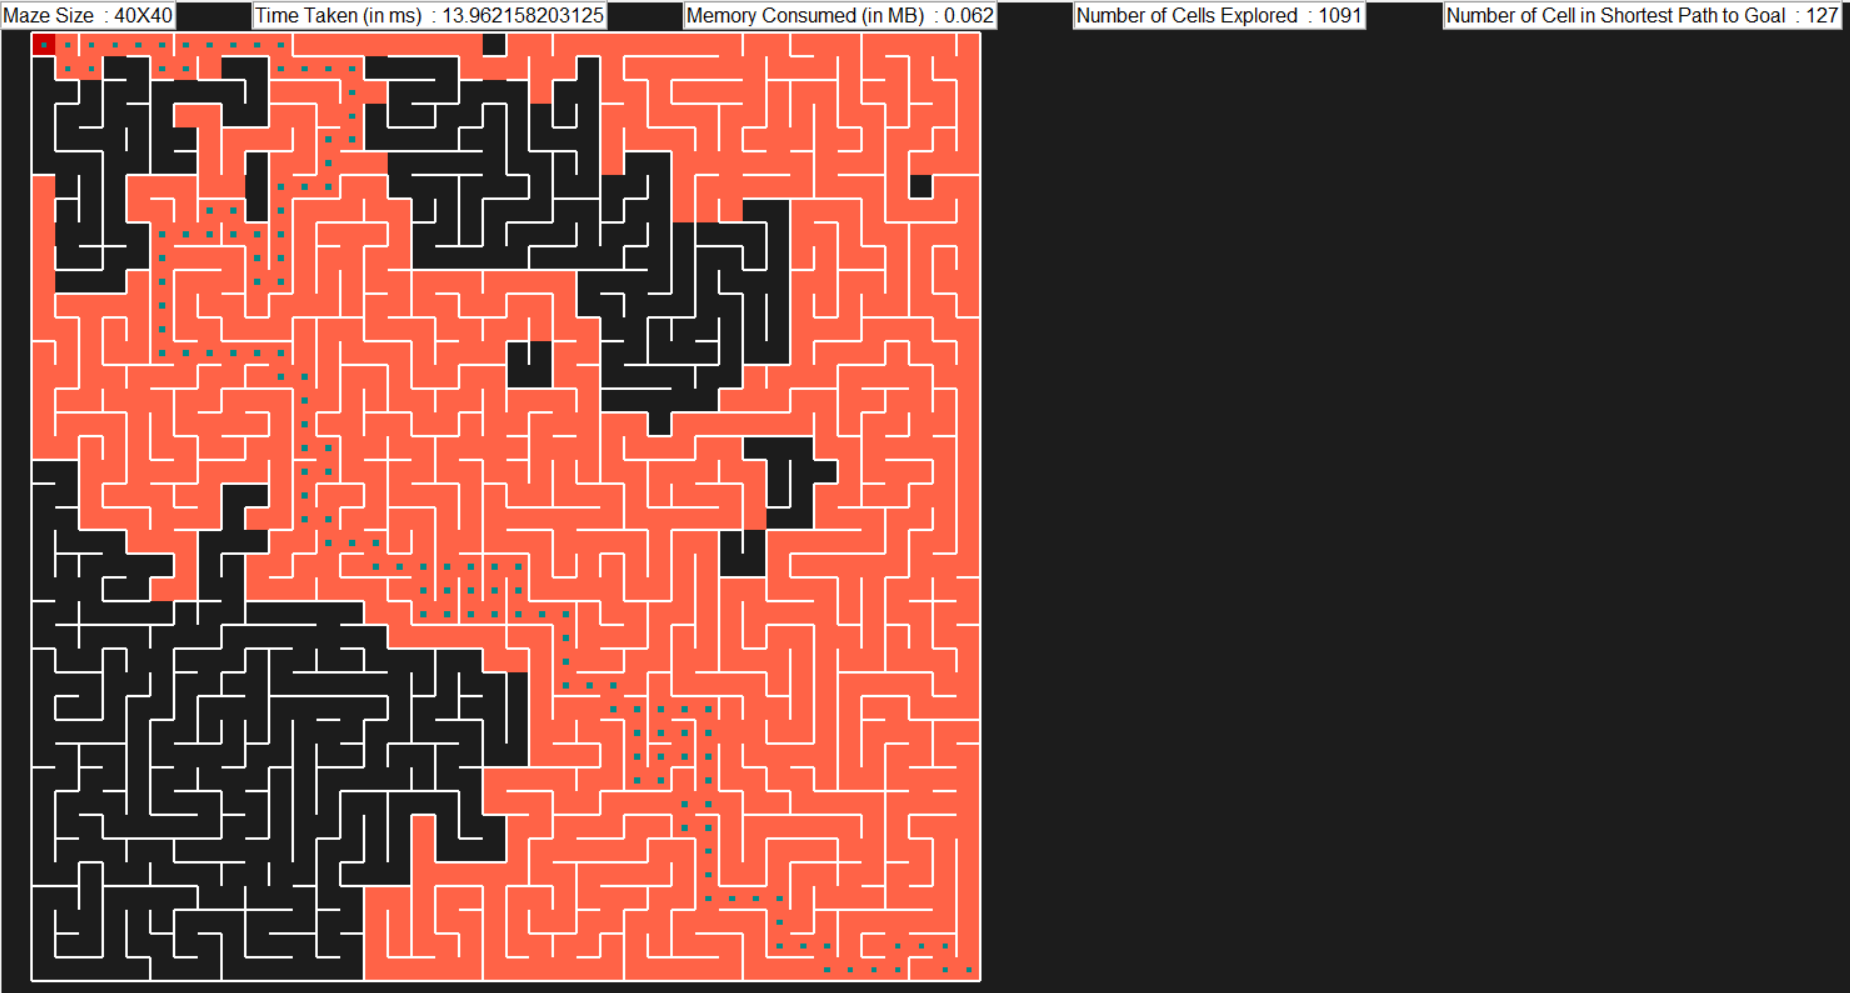 Maze Size : 40X40
Time Taken (in ms) : 13.962158203125
Memory Consumed (in MB) : 0.062
Number of Cells Explored : 1091
Number of Cell in Shortest Path to Goal : 127